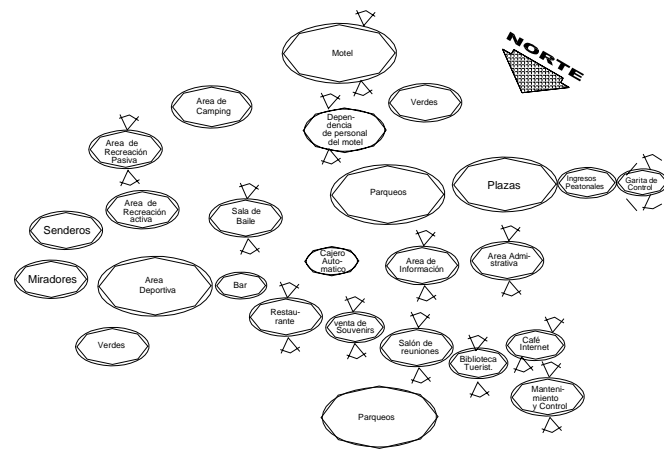 NORTE
Motel
Area de
Camping
Verdes
Depen-
dencia
de personal
del motel
Area de
Recreación
Pasiva
Parqueos
Plazas
Ingresos
Peatonales
Garita de
Control
Area de
Recreación
activa
Sala de
Baile
Senderos
Cajero
Auto-
matico
Area de
Información
Area Admi-
strativa
Miradores
Area
Deportiva
Bar
Restau-
rante
venta de
Souvenirs
Salón de
reuniones
Café
Internet
Biblioteca
Tuerist.
Verdes
Manteni-
miento
y Control
Parqueos